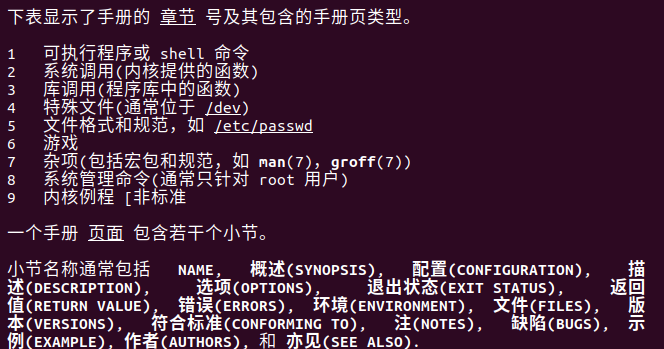 下表显示了手册的 章节 号及其包含的手册页类型。
1 可执行程序或 shell 命令
2 系统调用(内核提供的函数)
3 库调用(程序库中的函数)
4 特殊文件(通常位于 /dev)
5 文件格式和规范，如 /etc/passwd
6 游戏
7 杂项(包括宏包和规范，如 man(7)，groff(7))
8 系统管理命令(通常只针对 root 用户)
9 内核例程 [非标准
一个手册 页面 包含若干个小节。
小节名称通常包括 NAME, 概述(SYNOPSIS), 配置(CONFIGURATION), 描
述(DESCRIPTION), 选项(OPTIONS), 退出状态(EXIT STATUS), 返回
值(RETURN VALUE), 错误(ERRORS), 环境(ENVIRONMENT), 文件(FILES), 版
本(VERSIONS), 符合标准(CONFORMING TO), 注(NOTES), 缺陷(BUGS), 示
例(EXAMPLE), 作者(AUTHORS), 和 亦见(SEE ALSO).